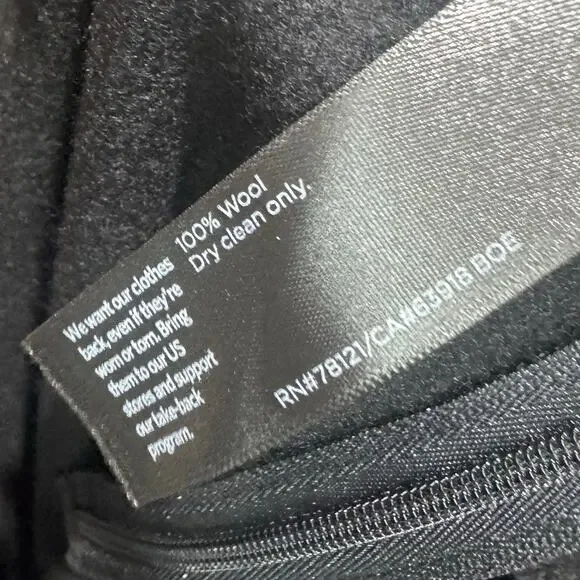 100% Wool
Dry clean only.
We want our clothes
back, even if they're
worn or torn. Bring
them to our US
stores and support
our take-back
program.
RN#78121/CA#63918 BOE